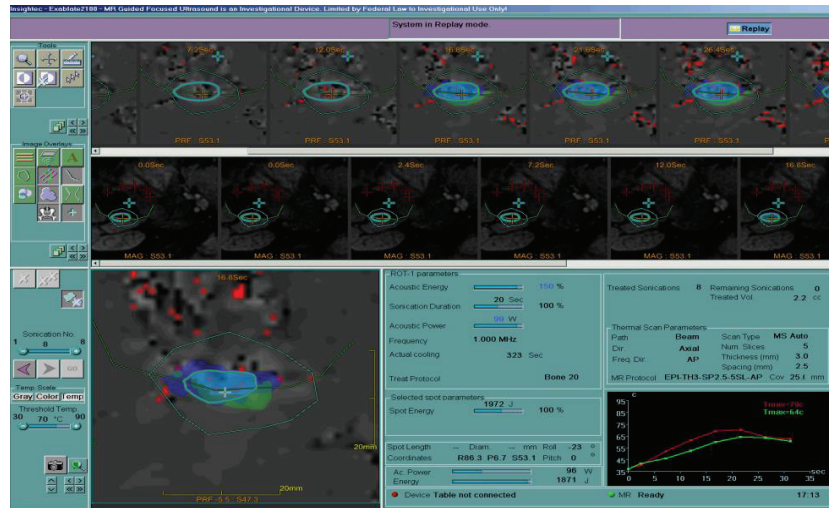 Insightec - Exablate2100 - MR Guided Focused Ultrasound is an Investigational Device. Limited by Federal Law to Investigational Use Only!
System in Replay mode
Replay
Tools
7.2Sec 12.0Sec 16.8Sec 21.6Sec 26.4Sec
PRF : S53.1 PRF : S53.1 PRF : S53.1 PRF : S53.1 PRF : S53.1
Image Overlays
A
0.0Sec 0.0Sec 2.4Sec 7.2Sec 12.0Sec 16.8Sec
MAG : S53.1 MAG : S53.1 MAG : S53.1 MAG : S53.1 MAG : S53.1 MAG : S53.1
Sonication No.
1 8 8
GO
Temp Scale
Gray Color Temp
Threshold Temp.
30 70 °C 90
16.8Sec
20mm
20mm
ROT-1 parameters
Acoustic Energy 150 %
Sonication Duration 20 Sec 100 %
Acoustic Power 90 W
Frequency 1.000 MHz
Actual cooling 323 Sec
Treat Protocol Bone 20
Selected spot parameters
Spot Energy 1972 J 100 %
Spot Length - Diam. - mm Roll -23 °
Coordinates R86.3 P6.7 S53.1 Pitch 0 °
Ac. Power 96 W
Energy 1871 J
Device Table not connected
Treated Sonications 8 Remaining Sonications 0
Treated Vol. 2.2 cc
Thermal Scan Parameters
Path Beam Scan Type MS Auto
Dir. Axial Num. Slices 5
Freq. Dir. AP Thickness (mm) 3.0
Spacing (mm) 2.5
MR Protocol EPI-TH3-SP2.5-5SL-AP Cov 25.0 mm
c
Tmax=64c
95
85
75
65
55
45
35
0 5 10 15 20 25 30 35 sec
MR Ready 17:13